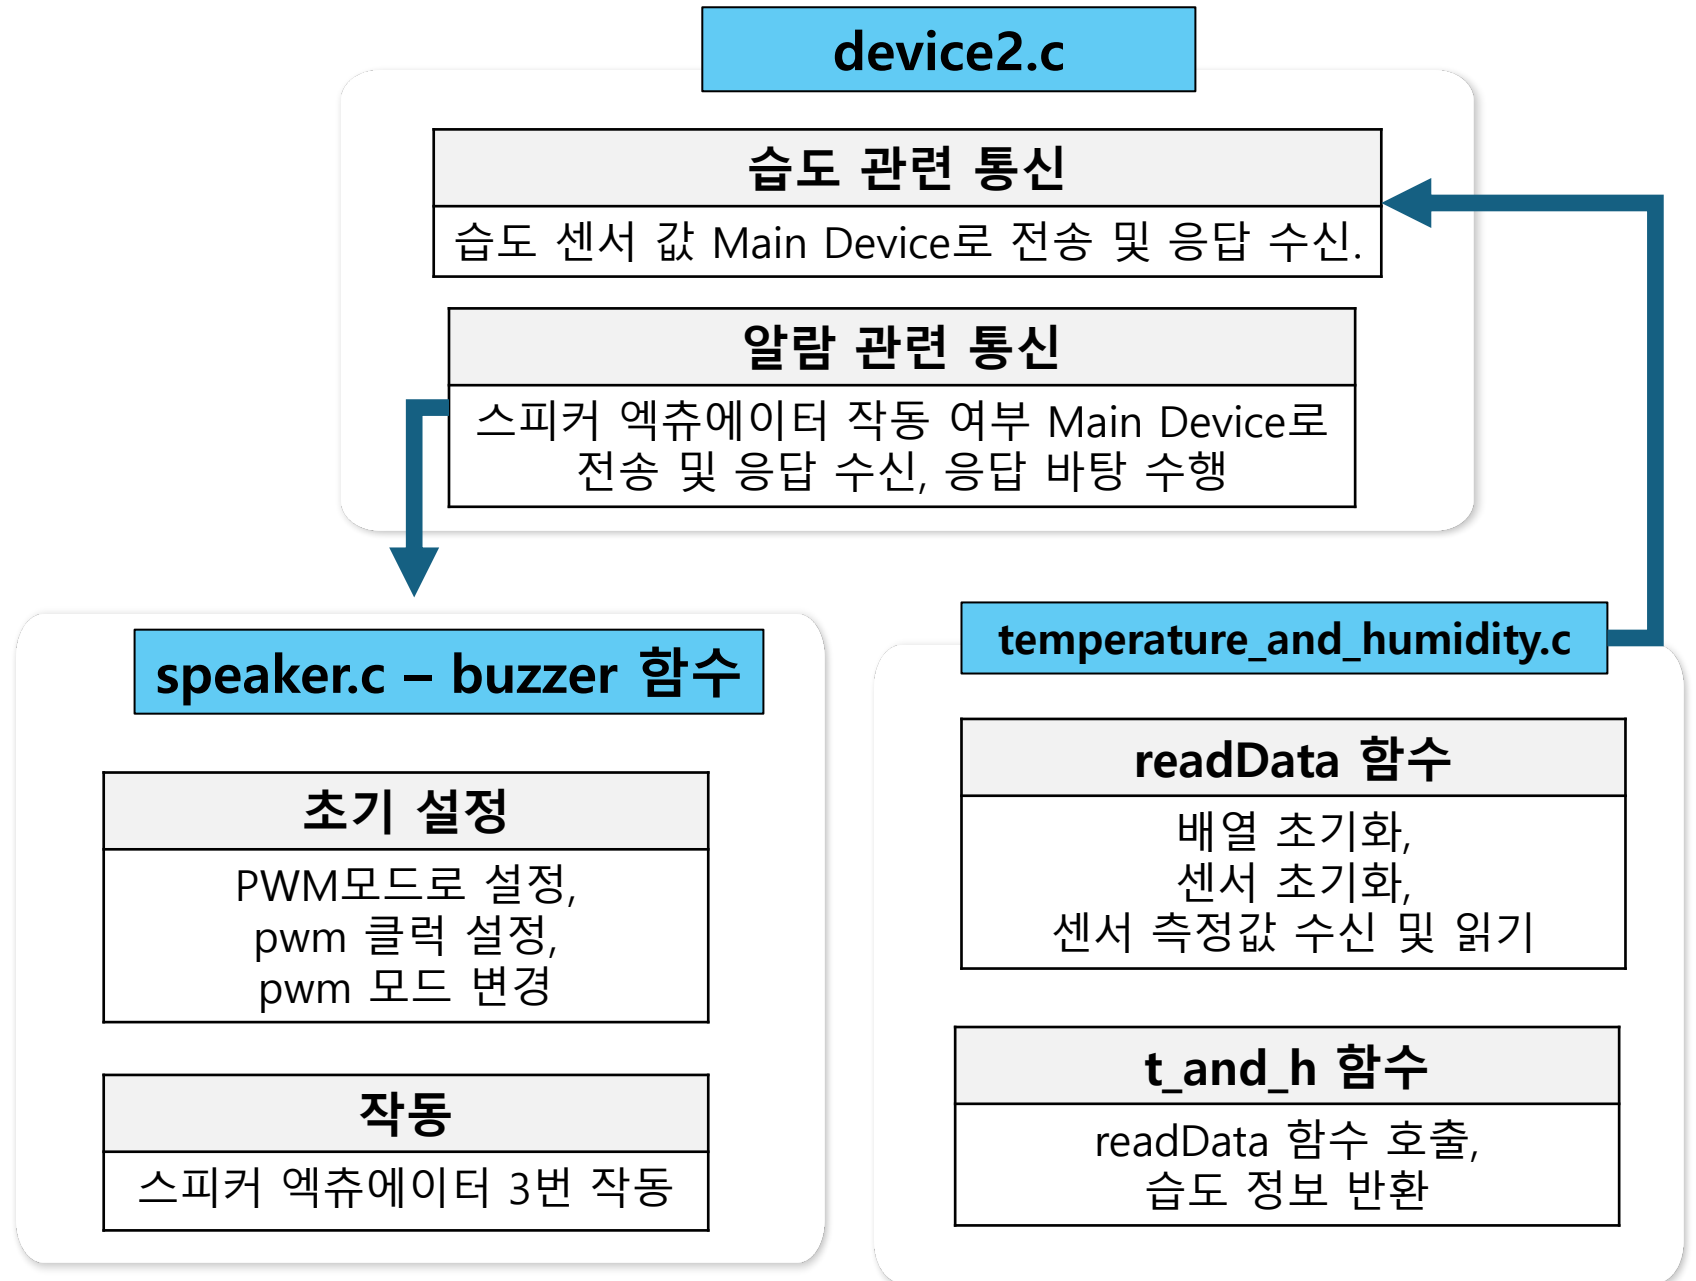 device2.c
습도 관련 통신
습도 센서 값 Main Device로 전송 및 응답 수신.
알람 관련 통신
스피커 엑츄에이터 작동 여부 Main Device로
전송 및 응답 수신, 응답 바탕 수행
speaker.c – buzzer 함수
초기 설정
PWM모드로 설정,
pwm 클럭 설정,
pwm 모드 변경
작동
스피커 엑츄에이터 3번 작동
temperature_and_humidity.c
readData 함수
배열 초기화,
센서 초기화,
센서 측정값 수신 및 읽기
t_and_h 함수
readData 함수 호출,
습도 정보 반환